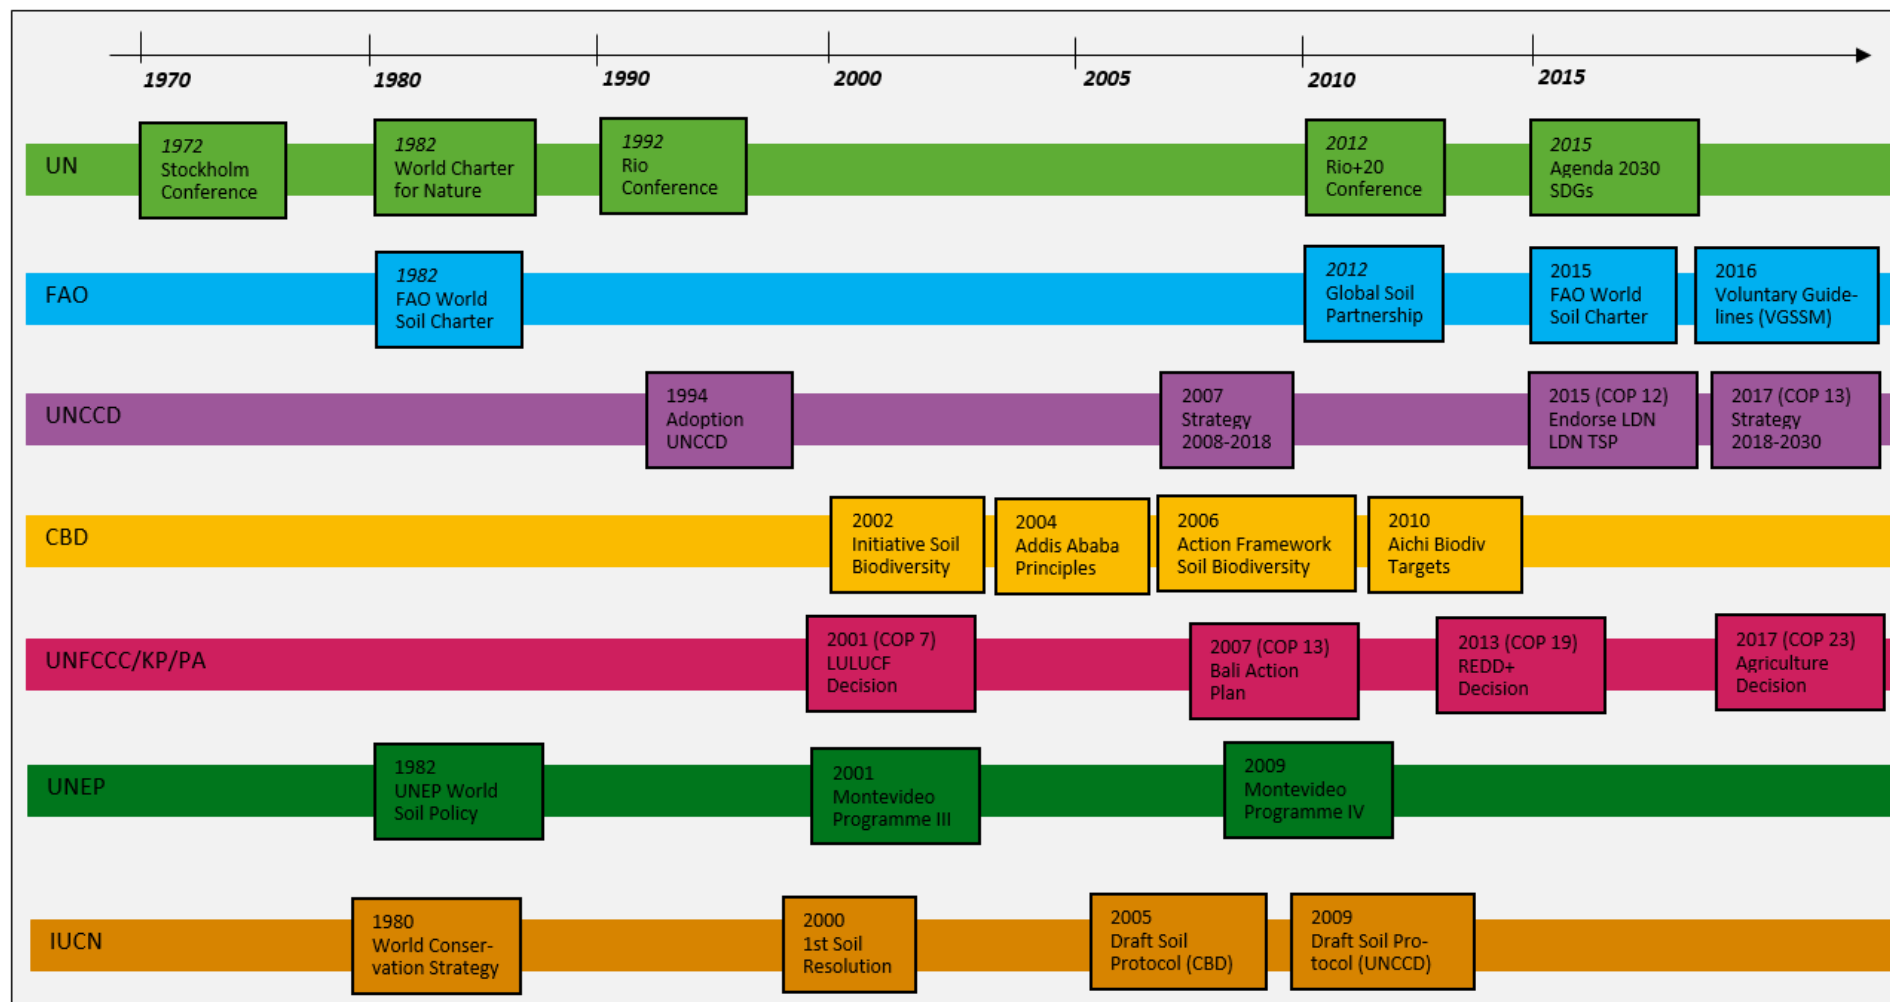 1970
1980
1990
2000
2005
2010
2015
UN
1972
Stockholm
Conference
1982
World Charter
for Nature
1992
Rio
Conference
2012
Rio+20
Conference
2015
Agenda 2030
SDGs
FAO
1982
FAO World
Soil Charter
2012
Global Soil
Partnership
2015
FAO World
Soil Charter
2016
Voluntary Guide-
lines (VGSSM)
UNCCD
1994
Adoption
UNCCD
2007
Strategy
2008-2018
2015 (COP 12)
Endorse LDN
LDN TSP
2017 (COP 13)
Strategy
2018-2030
CBD
2002
Initiative Soil
Biodiversity
2004
Addis Ababa
Principles
2006
Action Framework
Soil Biodiversity
2010
Aichi Biodiv
Targets
UNFCCC/KP/PA
2001 (COP 7)
LULUCF
Decision
2007 (COP 13)
Bali Action
Plan
2013 (COP 19)
REDD+
Decision
2017 (COP 23)
Agriculture
Decision
UNEP
1982
UNEP World
Soil Policy
2001
Montevideo
Programme III
2009
Montevideo
Programme IV
IUCN
1980
World Conser-
vation Strategy
2000
1st Soil
Resolution
2005
Draft Soil
Protocol (CBD)
2009
Draft Soil Pro-
tocol (UNCCD)